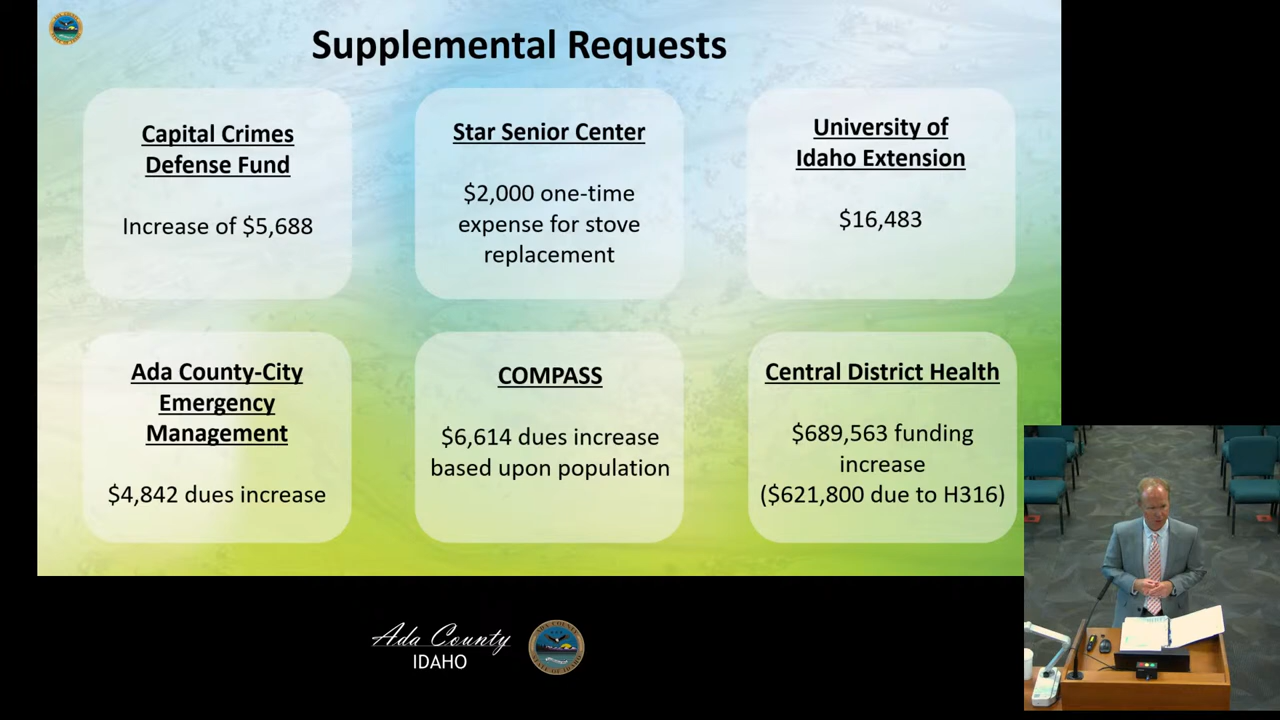 Supplemental Requests
Capital Crimes
Defense Fund
Increase of $5,688
Star Senior Center
$2,000 one-time
expense for stove
replacement
University of
Idaho Extension
$16,483
Ada County-City
Emergency
Management
$4,842 dues increase
COMPASS
$6,614 dues increase
based upon population
Central District Health
$689,563 funding
increase
($621,800 due to H316)
Ada County
IDAHO